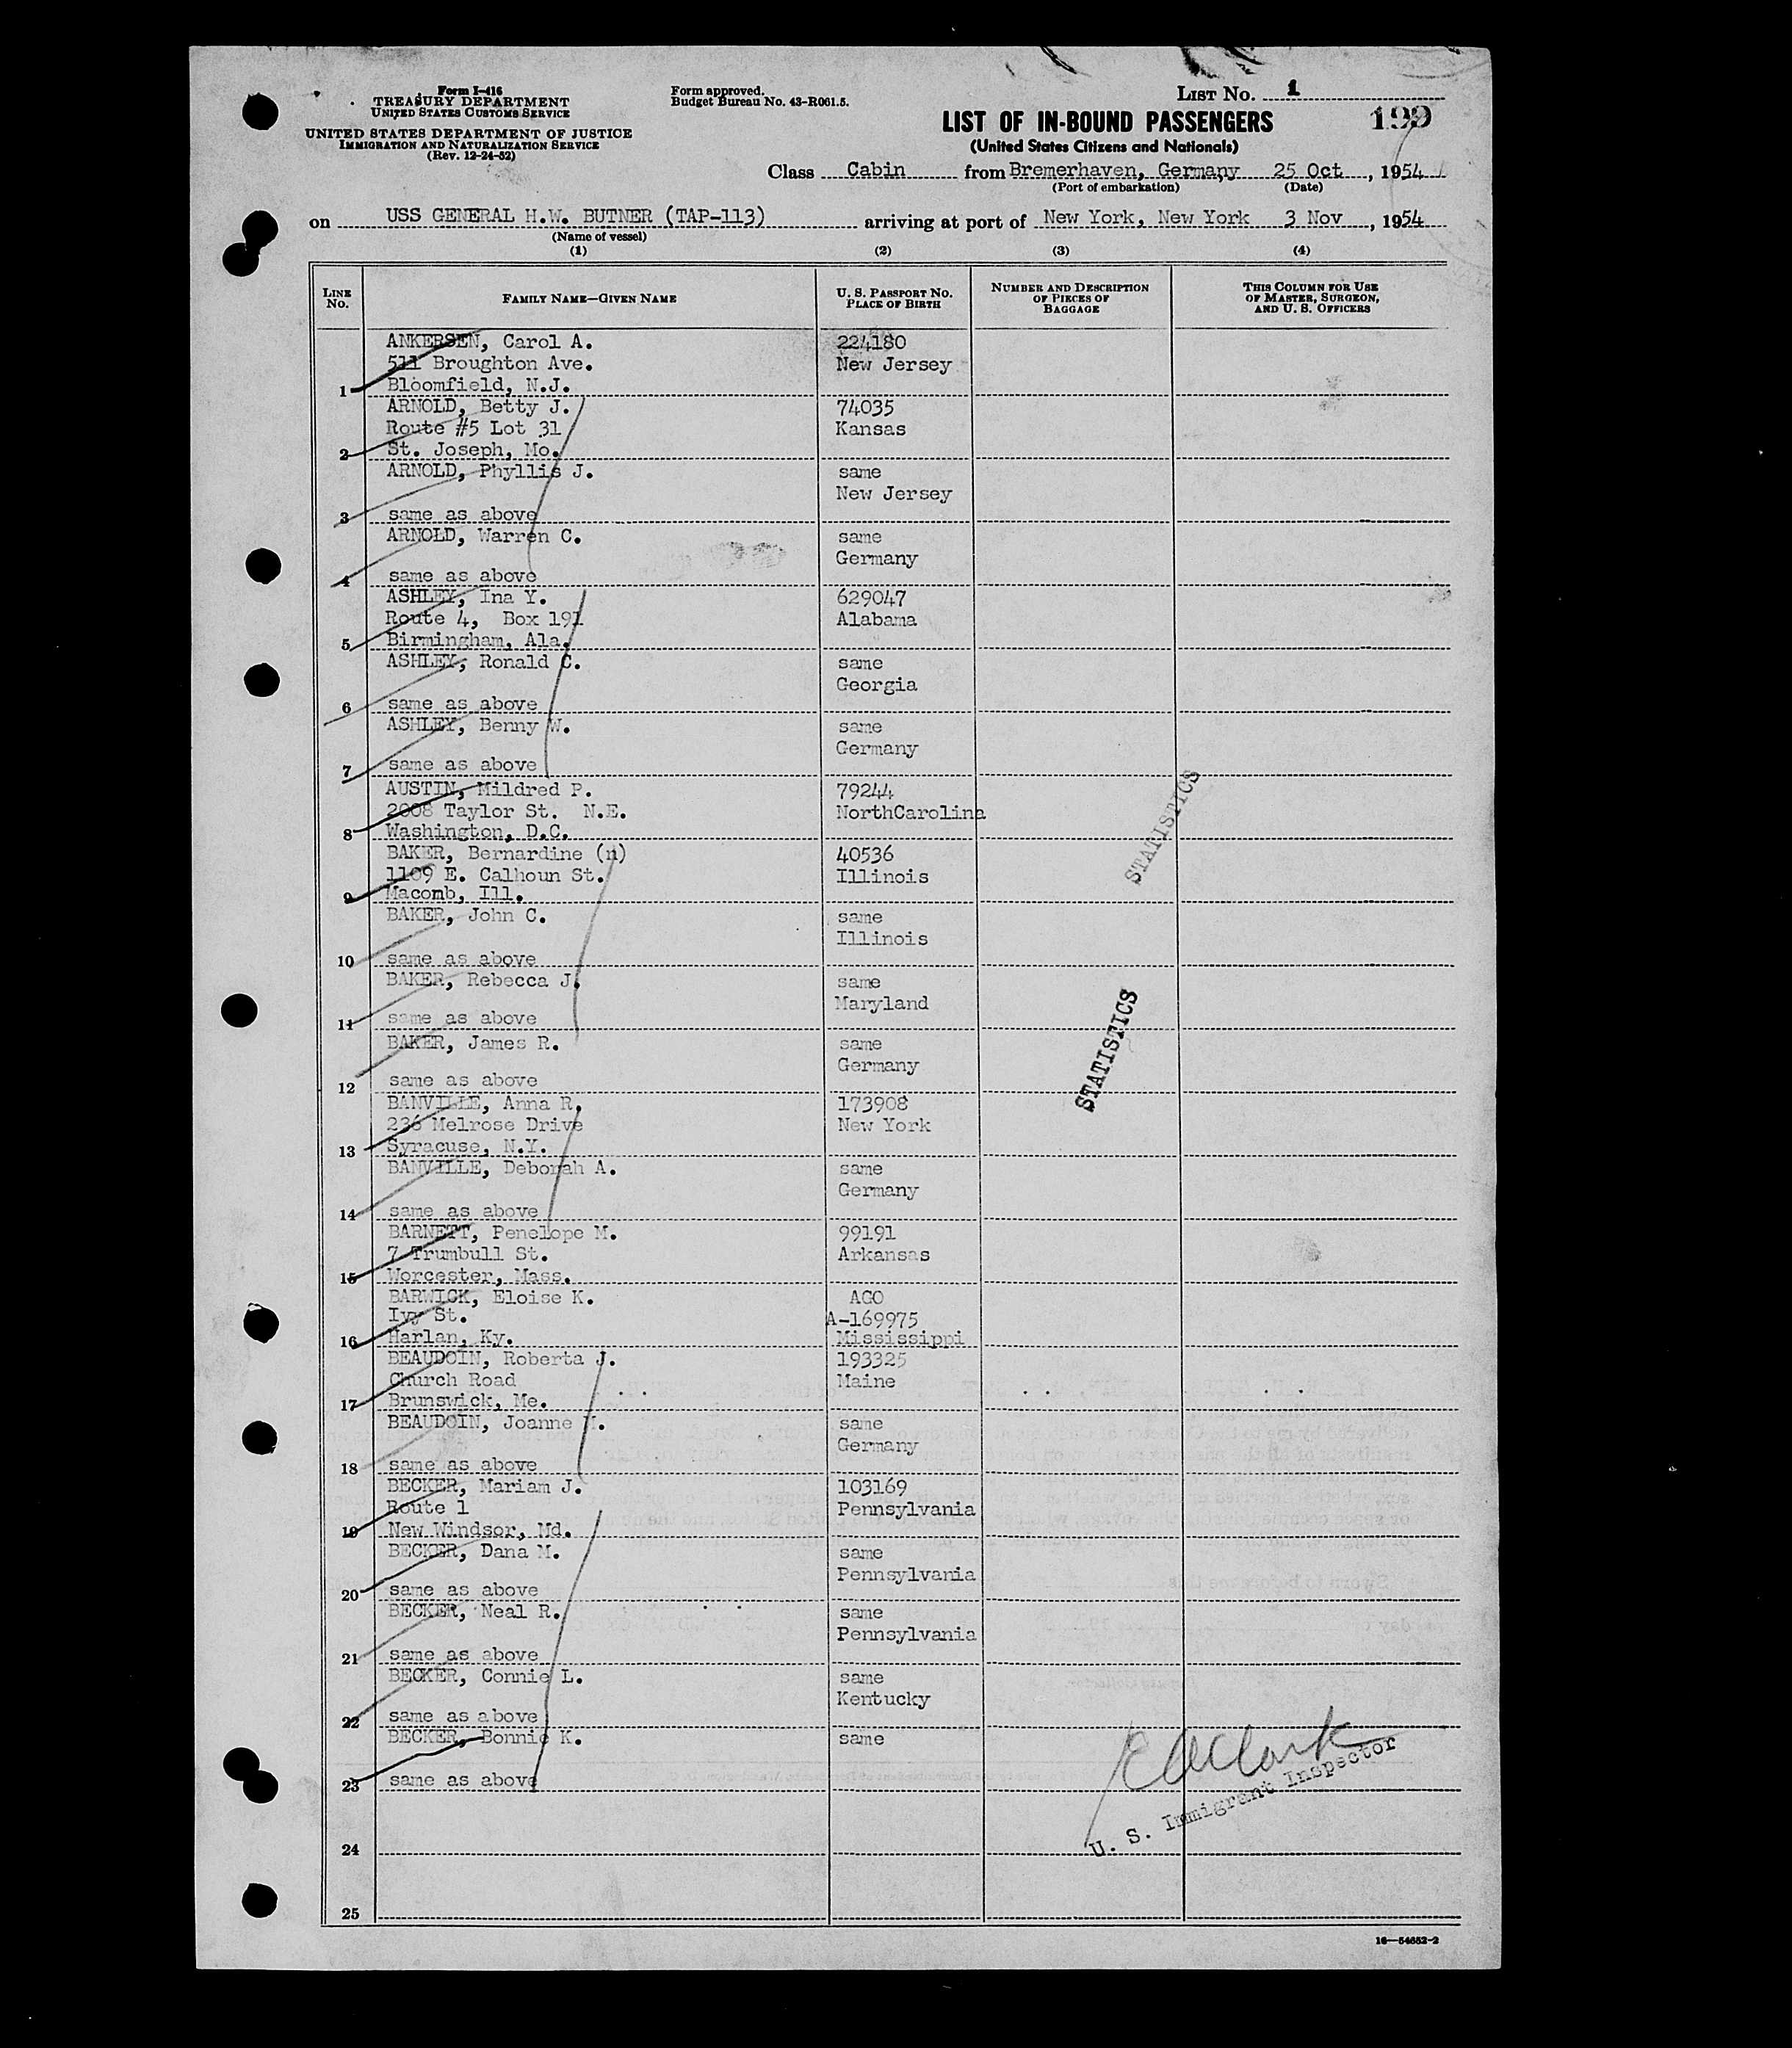 Form I-416
TREASURY DEPARTMENT
UNITED STATES CUSTOMS SERVICE
UNITED STATES DEPARTMENT OF JUSTICE
IMMIGRATION AND NATURALIZATION SERVICE
(Rev. 12-24-52)
Form approved.
Budget Bureau No. 43-R061.5.
LIST No. 1
199
LIST OF IN-BOUND PASSENGERS
(United States Citizens and Nationals)
Class Cabin from Bremerhaven, Germany 25 Oct, 1954
(Port of embarkation) (Date)
on USS GENERAL H.W. BUTNER (TAP-113) arriving at port of New York, New York 3 Nov, 1954
(Name of vessel)
(1) (2) (3) (4)
LINE No. FAMILY NAME—GIVEN NAME U. S. PASSPORT No. PLACE OF BIRTH NUMBER AND DESCRIPTION OF PIECES OF BAGGAGE THIS COLUMN FOR USE OF MASTER, SURGEON, AND U. S. OFFICERS
ANKERSEN, Carol A. 224180
511 Broughton Ave. New Jersey
1 Bloomfield, N.J.
ARNOLD, Betty J. 74035
Route #5 Lot 31 Kansas
2 St. Joseph, Mo.
ARNOLD, Phyllis J. same
New Jersey
3 same as above
ARNOLD, Warren C. same
Germany
4 same as above
ASHLEY, Ina Y. 629047
Route 4, Box 191 Alabama
5 Birmingham, Ala.
ASHLEY, Ronald C. same
Georgia
6 same as above
ASHLEY, Benny W. same
Germany
7 same as above
AUSTIN, Mildred P. 79244
2008 Taylor St. N.E. NorthCarolina
8 Washington, D.C.
BAKER, Bernardine (n) 40536
1109 E. Calhoun St. Illinois
9 Macomb, Ill.
BAKER, John C. same
Illinois
10 same as above
BAKER, Rebecca J. same
Maryland
11 same as above
BAKER, James R. same
Germany
12 same as above
BANVILLE, Anna R. 173908
236 Melrose Drive New York
13 Syracuse, N.Y.
BANVILLE, Deborah A. same
Germany
14 same as above
BARNETT, Penelope M. 99191
7 Trumbull St. Arkansas
15 Worcester, Mass.
BARWICK, Eloise K. AGO
Ivy St. A-169975
16 Harlan, Ky. Mississippi
BEAUDOIN, Roberta J. 193325
Church Road Maine
17 Brunswick, Me.
BEAUDOIN, Joanne M. same
Germany
18 same as above
BECKER, Mariam J. 103169
Route 1 Pennsylvania
19 New Windsor, Md.
BECKER, Dana M. same
Pennsylvania
20 same as above
BECKER, Neal R. same
Pennsylvania
21 same as above
BECKER, Connie L. same
Kentucky
22 same as above
BECKER, Bonnie K. same
23 same as above
24
25
STATISTICS
STATISTICS
U. S. Immigrant Inspector
16—54652-2